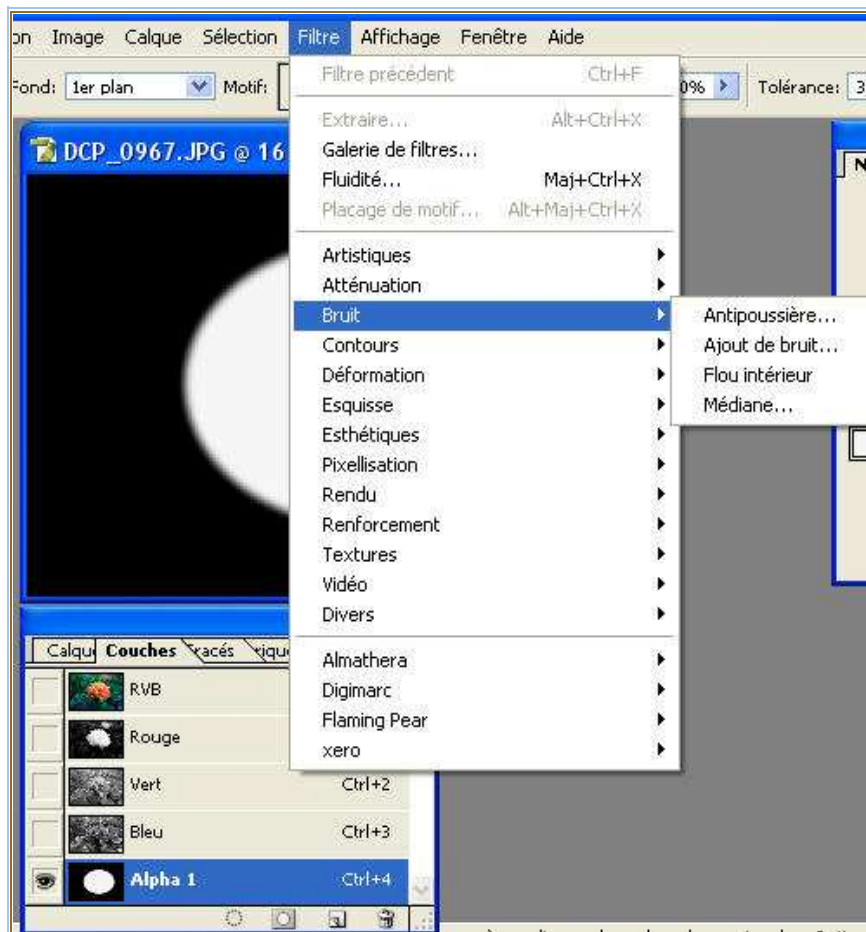 Image Calque Sélection Filtre Affichage Fenêtre Aide
Fond: 1er plan Motif: 0% Tolérance: 3
DCP_0967.JPG @ 16
Filtre précédent Ctrl+F
Extraire... Alt+Ctrl+X
Galerie de filtres...
Fluidité... Maj+Ctrl+X
Placage de motif... Alt+Maj+Ctrl+X
Artistiques
Atténuation
Bruit
Contours
Déformation
Esquisse
Esthétiques
Pixellisation
Rendu
Renforcement
Textures
Vidéo
Divers
Almathera
Digimarc
Flaming Pear
xero
Antipoussière...
Ajout de bruit...
Flou intérieur
Médiane...
Calqu Couches Tracés
RVB
Rouge
Vert Ctrl+2
Bleu Ctrl+3
Alpha 1 Ctrl+4